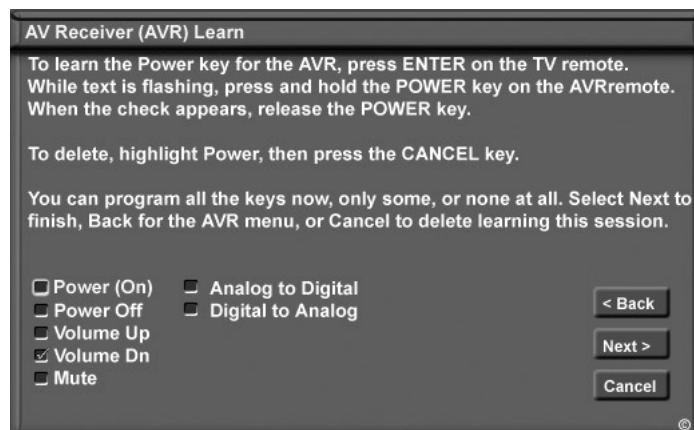 AV Receiver (AVR) Learn
To learn the Power key for the AVR, press ENTER on the TV remote.
While text is flashing, press and hold the POWER key on the AVRremote.
When the check appears, release the POWER key.
To delete, highlight Power, then press the CANCEL key.
You can program all the keys now, only some, or none at all. Select Next to
finish, Back for the AVR menu, or Cancel to delete learning this session.
Power (On)
Power Off
Volume Up
Volume Dn
Mute
Analog to Digital
Digital to Analog
< Back
Next >
Cancel
©